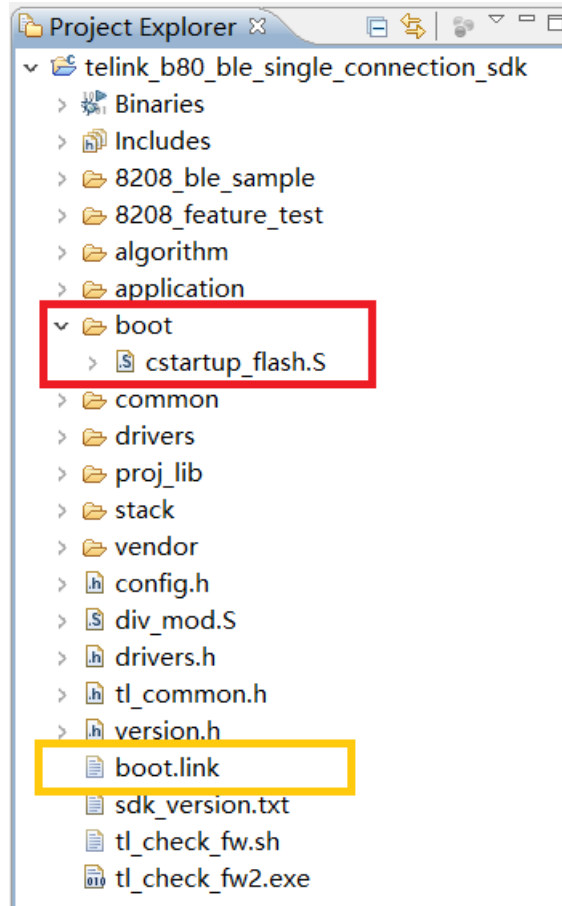 Project Explorer
telink_b80_ble_single_connection_sdk
Binaries
Includes
8208_ble_sample
8208_feature_test
algorithm
application
boot
cstartup_flash.S
common
drivers
proj_lib
stack
vendor
config.h
div_mod.S
drivers.h
tl_common.h
version.h
boot.link
sdk_version.txt
tl_check_fw.sh
tl_check_fw2.exe